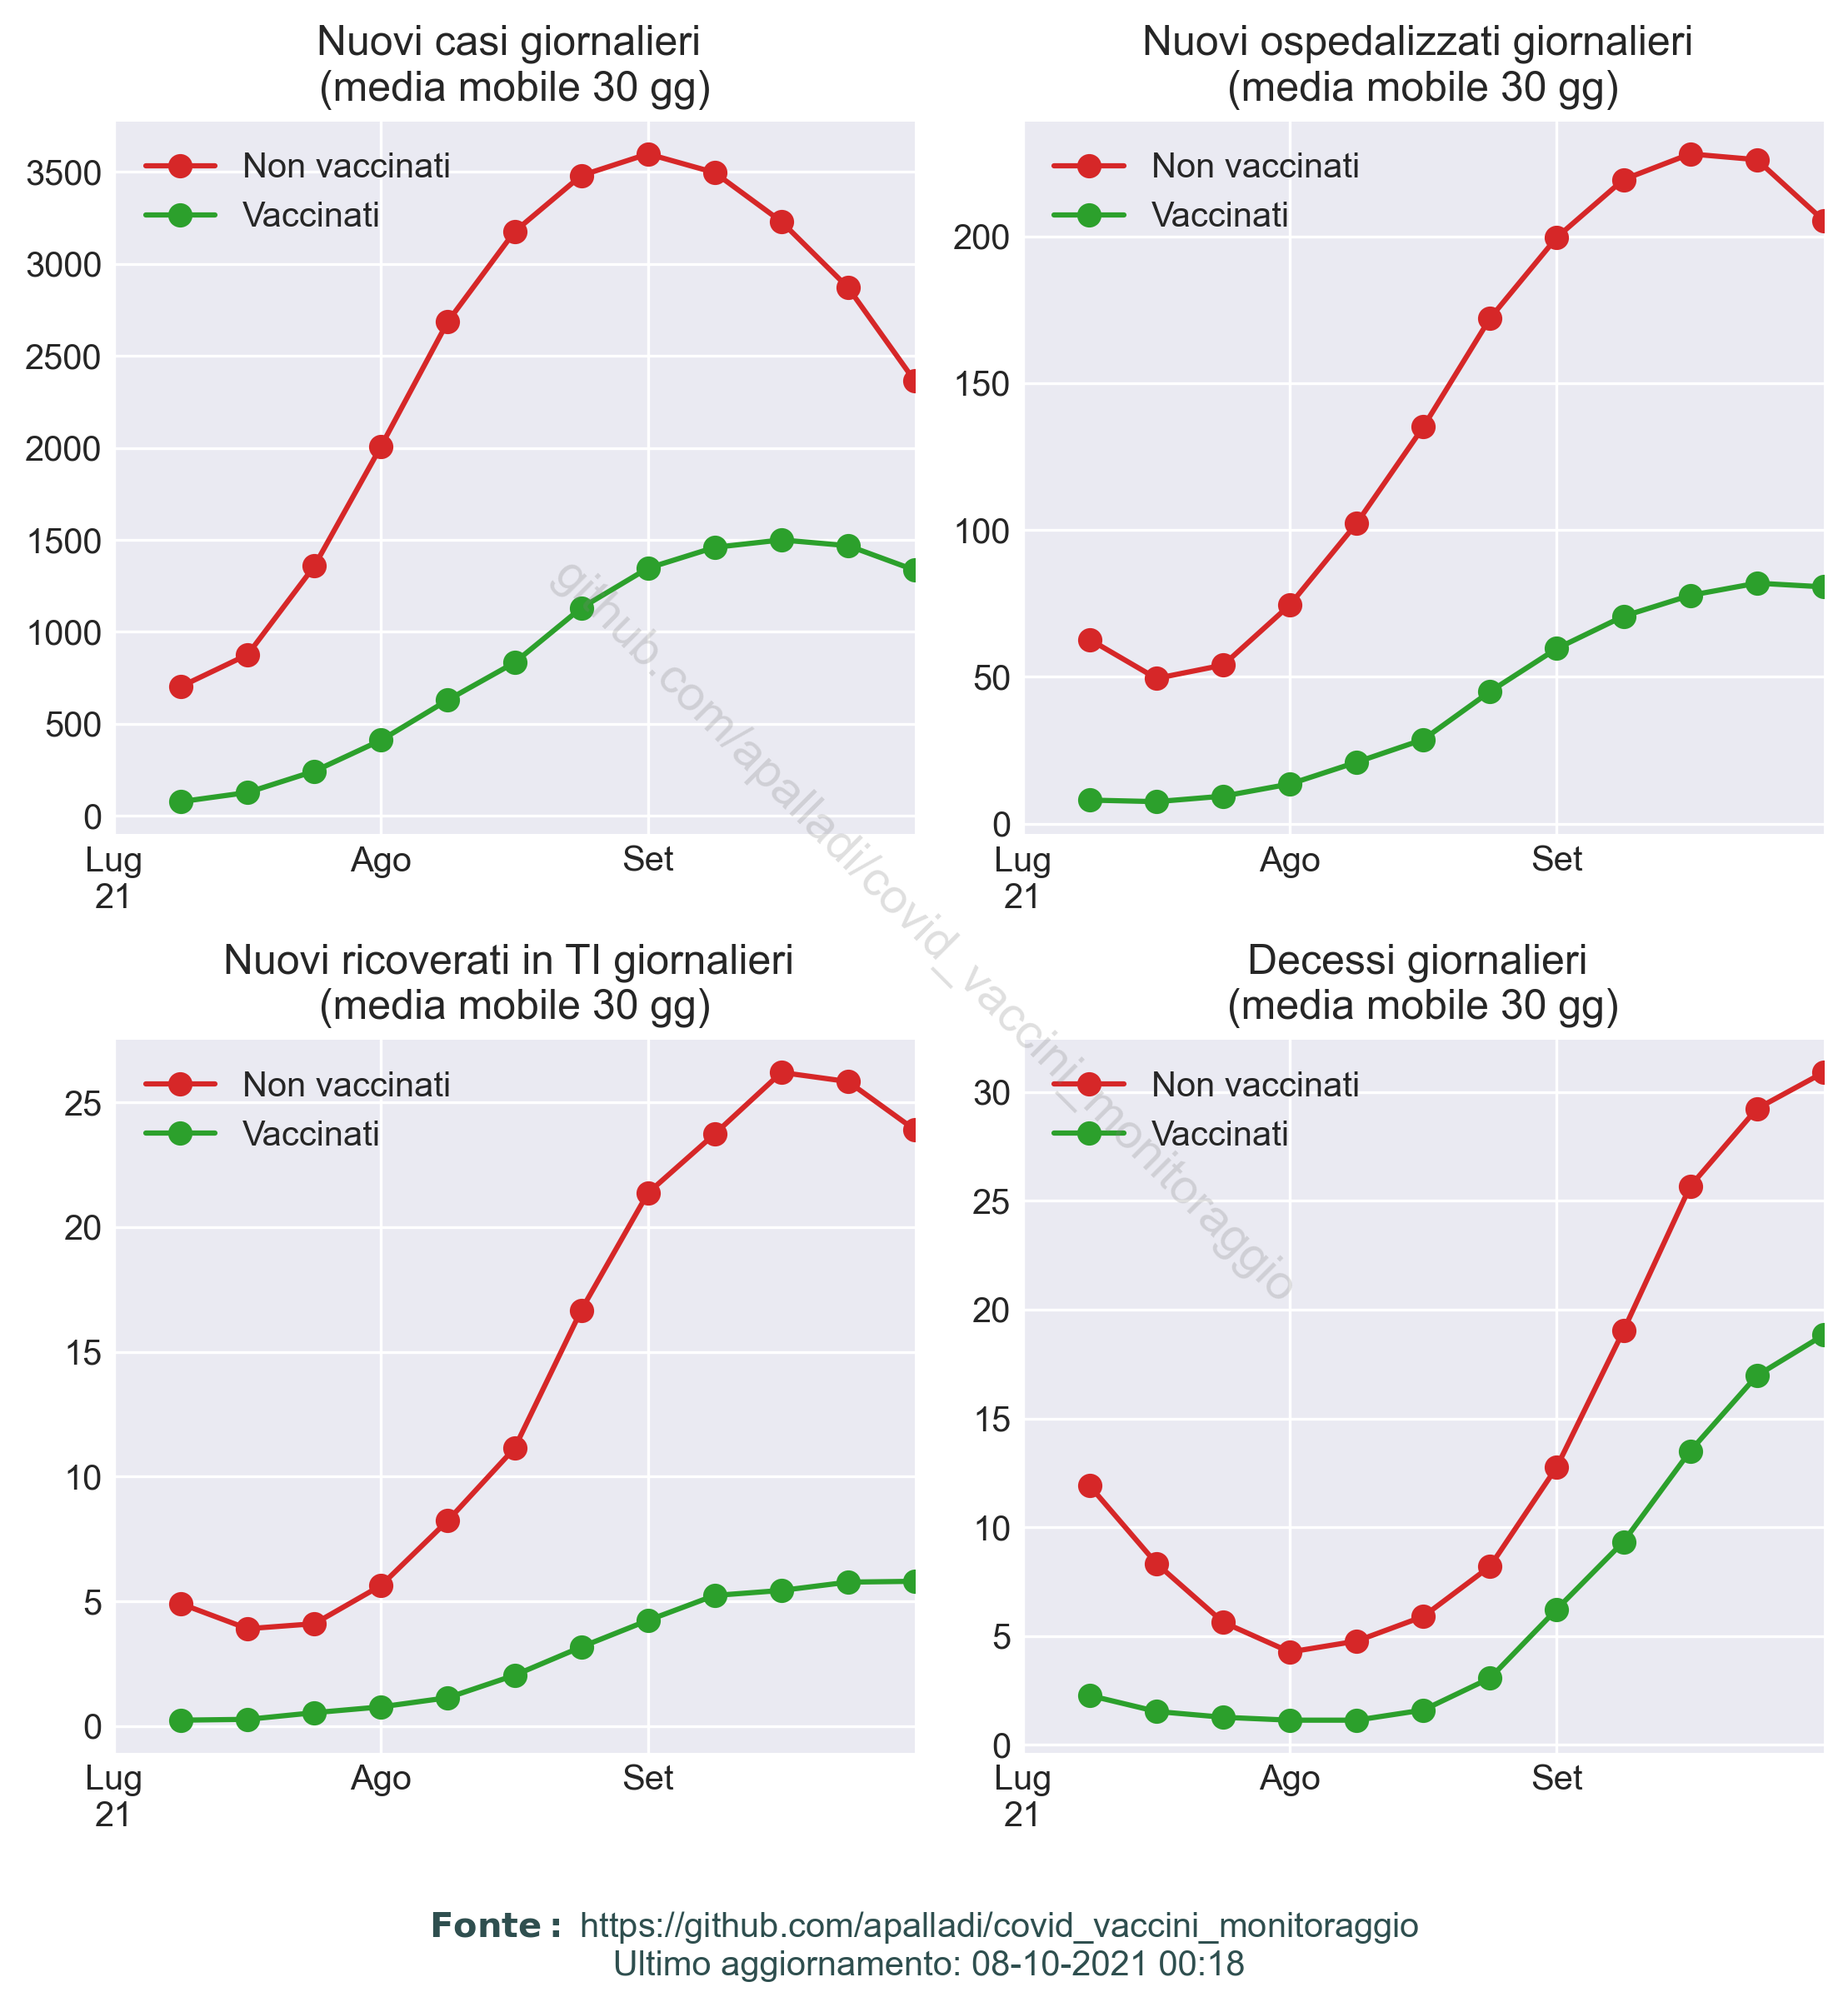 Nuovi casi giornalieri
(media mobile 30 gg)
Non vaccinati
Vaccinati
3500
3000
2500
2000
1500
1000
500
0
Lug
21
Ago
Set
Nuovi ospedalizzati giornalieri
(media mobile 30 gg)
Non vaccinati
Vaccinati
200
150
100
50
0
Lug
21
Ago
Set
Nuovi ricoverati in TI giornalieri
(media mobile 30 gg)
Non vaccinati
Vaccinati
25
20
15
10
5
0
Lug
21
Ago
Set
Decessi giornalieri
(media mobile 30 gg)
Non vaccinati
Vaccinati
30
25
20
15
10
5
0
Lug
21
Ago
Set
github.com/apalladi/covid_vaccini_monitoraggio
Fonte: https://github.com/apalladi/covid_vaccini_monitoraggio
Ultimo aggiornamento: 08-10-2021 00:18